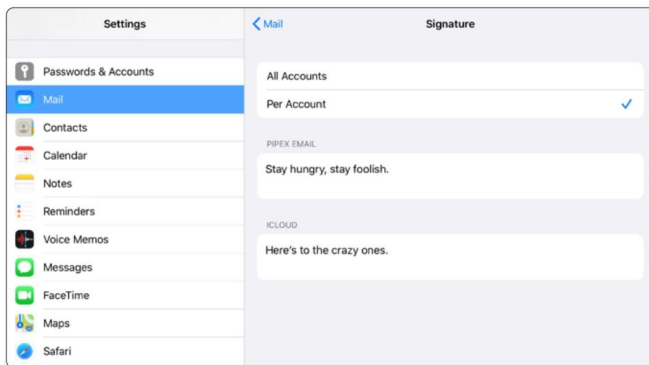 Settings
Passwords & Accounts
Mail
Contacts
Calendar
Notes
Reminders
Voice Memos
Messages
FaceTime
Maps
Safari
Mail
Signature
All Accounts
Per Account
PIPEX EMAIL
Stay hungry, stay foolish.
ICLOUD
Here's to the crazy ones.